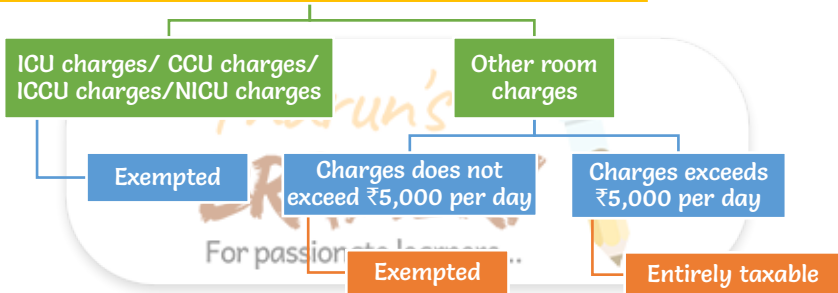 ICU charges/ CCU charges/
ICCU charges/NICU charges
Other room
charges
Exempted
Charges does not
exceed ₹5,000 per day
Charges exceeds
₹5,000 per day
For passionate learners...
Exempted
Entirely taxable